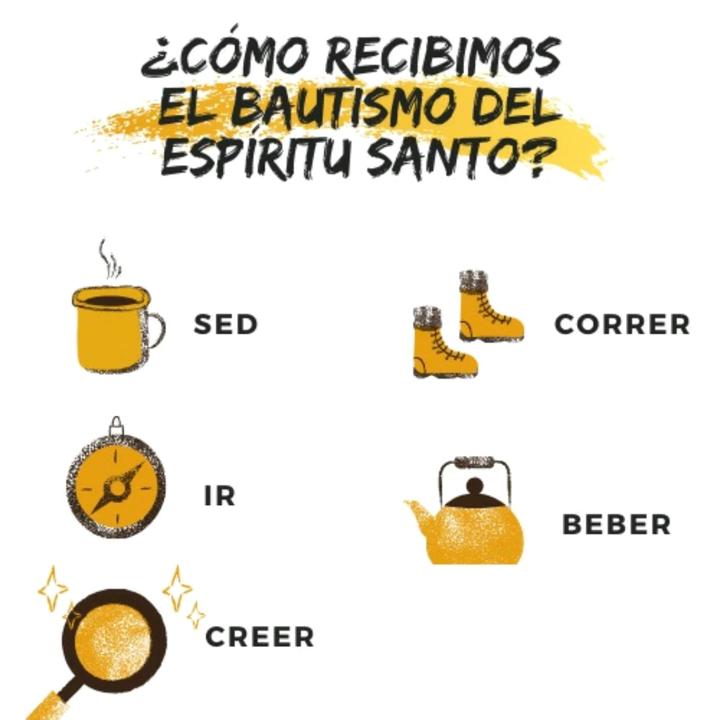 ¿CÓMO RECIBIMOS
EL BAUTISMO DEL
ESPÍRITU SANTO?
SED
CORRER
IR
BEBER
CREER